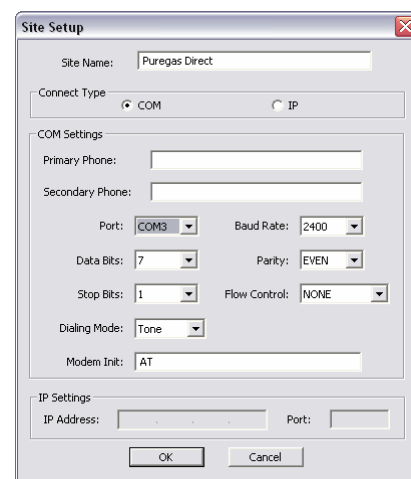 Site Setup
Site Name: Puregas Direct
Connect Type
COM IP
COM Settings
Primary Phone:
Secondary Phone:
Port: COM3 Baud Rate: 2400
Data Bits: 7 Parity: EVEN
Stop Bits: 1 Flow Control: NONE
Dialing Mode: Tone
Modem Init: AT
IP Settings
IP Address: . . . Port:
OK Cancel